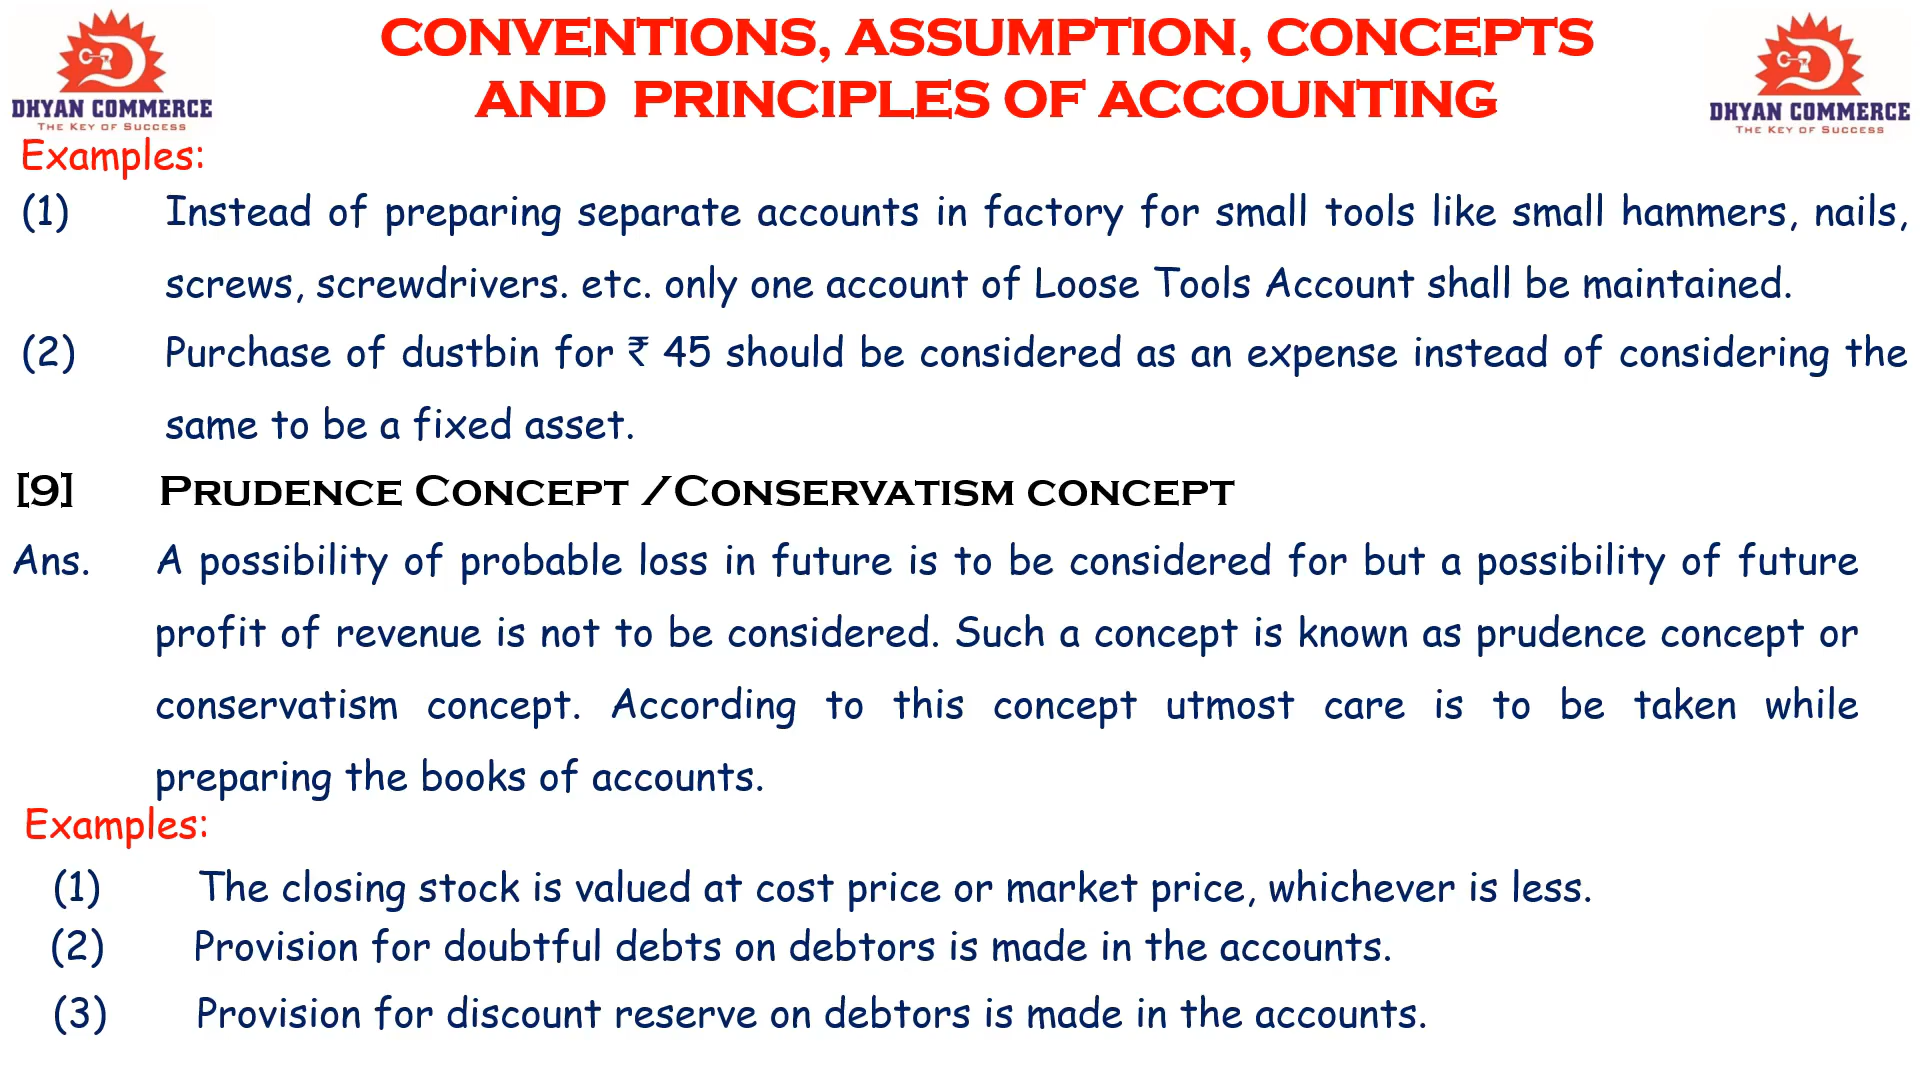 DHYAN COMMERCE
THE KEY OF SUCCESS
CONVENTIONS, ASSUMPTION, CONCEPTS
AND PRINCIPLES OF ACCOUNTING
DHYAN COMMERCE
THE KEY OF SUCCESS
Examples:
(1) Instead of preparing separate accounts in factory for small tools like small hammers, nails,
screws, screwdrivers. etc. only one account of Loose Tools Account shall be maintained.
(2) Purchase of dustbin for ₹ 45 should be considered as an expense instead of considering the
same to be a fixed asset.
[9] PRUDENCE CONCEPT /CONSERVATISM CONCEPT
Ans. A possibility of probable loss in future is to be considered for but a possibility of future
profit of revenue is not to be considered. Such a concept is known as prudence concept or
conservatism concept. According to this concept utmost care is to be taken while
preparing the books of accounts.
Examples:
(1) The closing stock is valued at cost price or market price, whichever is less.
(2) Provision for doubtful debts on debtors is made in the accounts.
(3) Provision for discount reserve on debtors is made in the accounts.